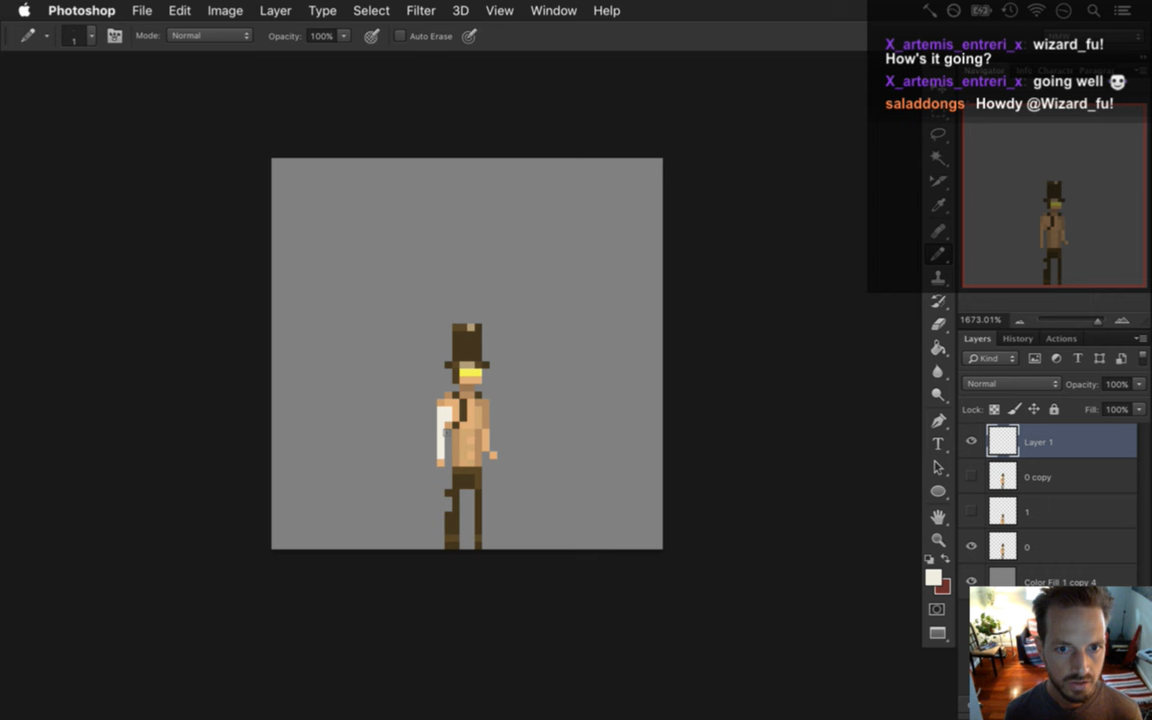 Photoshop File Edit Image Layer Type Select Filter 3D View Window Help
1 Mode: Normal Opacity: 100% Auto Erase
X_artemis_entreri_x: wizard_fu!
How's it going?
X_artemis_entreri_x: going well
saladdongs Howdy @Wizard_fu!
1673.01%
Layers History Actions
Kind
Normal Opacity: 100%
Lock: Fill: 100%
Layer 1
0 copy
1
0
Color Fill 1 copy 4